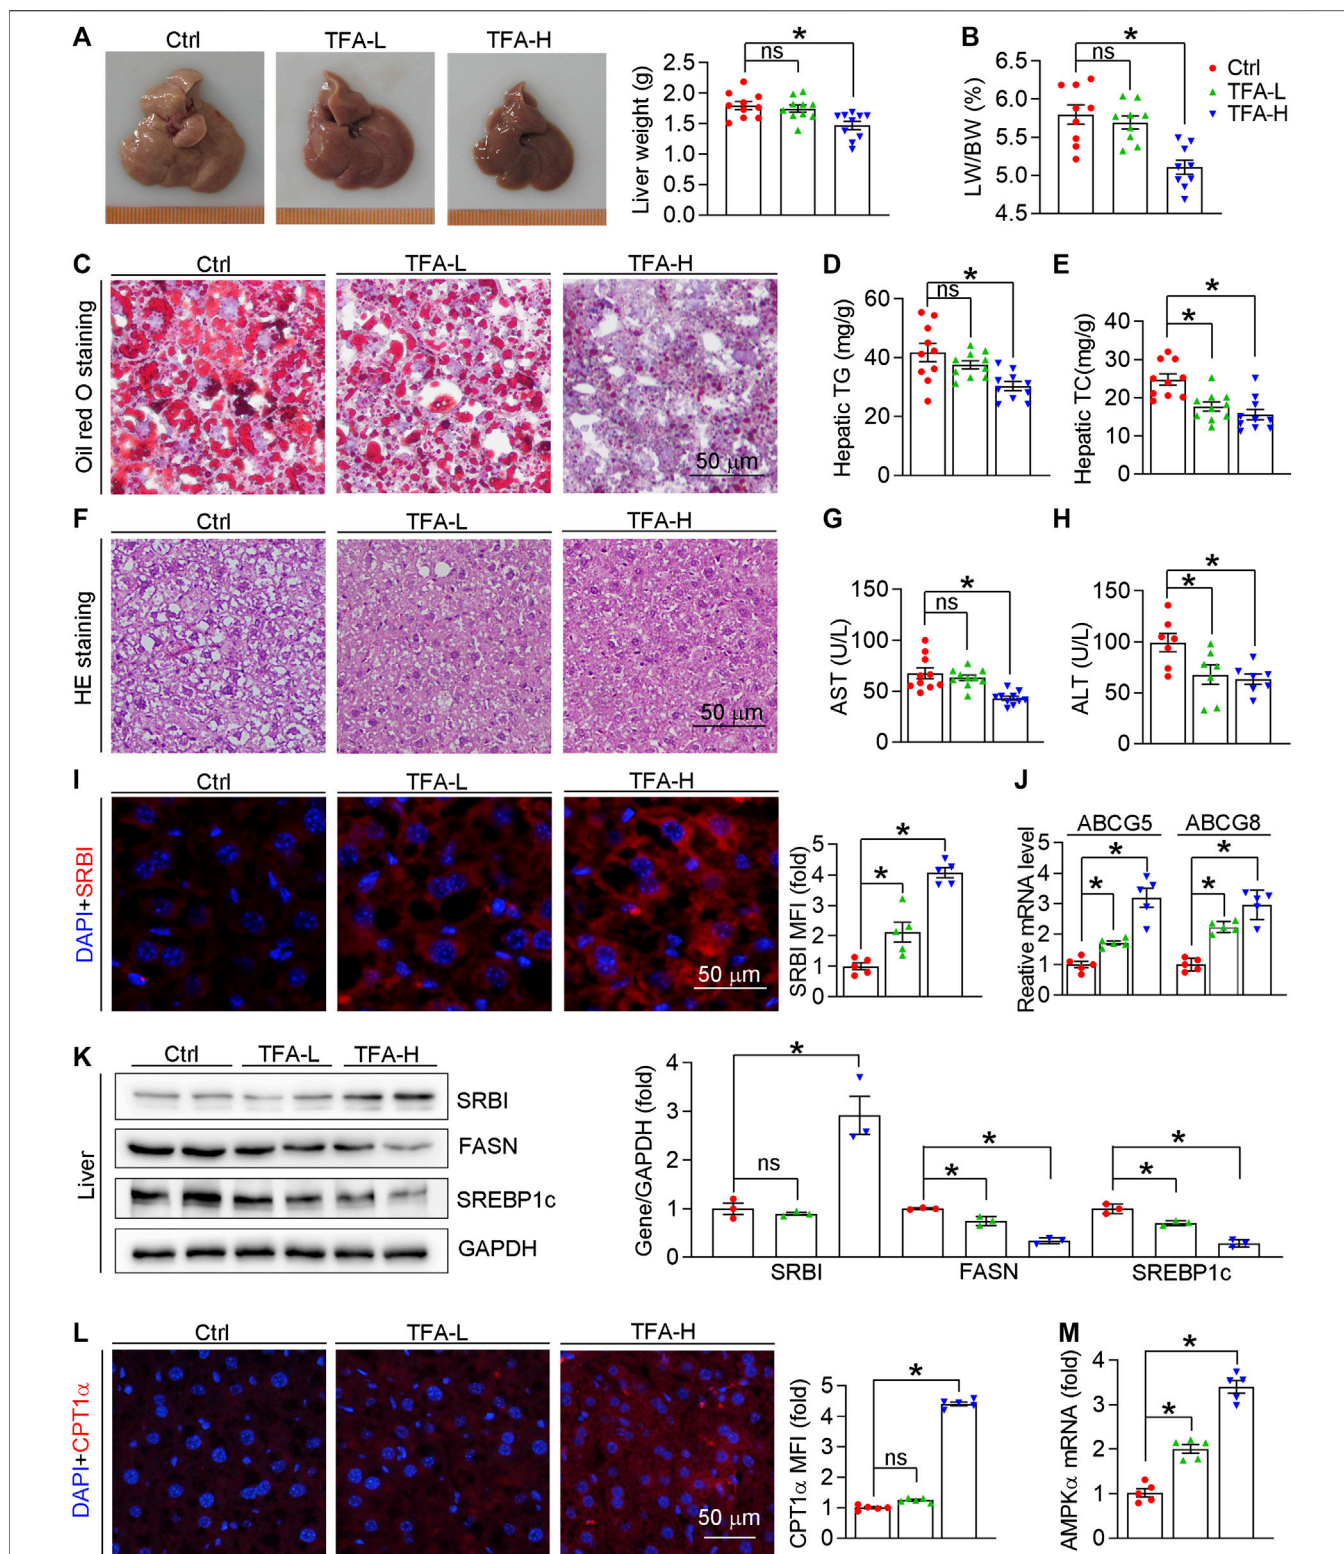 A
Ctrl
TFA-L
TFA-H
Liver weight (g)
2.5
2.0
1.5
1.0
0.5
0.0
ns
*
B
LW/BW (%)
6.5
6.0
5.5
5.0
4.5
ns
*
Ctrl
TFA-L
TFA-H
C
Ctrl
TFA-L
TFA-H
Oil red O staining
50 μm
D
Hepatic TG (mg/g)
60
40
20
0
ns
*
E
Hepatic TC(mg/g)
40
30
20
10
0
*
*
F
Ctrl
TFA-L
TFA-H
HE staining
50 μm
G
AST (U/L)
150
100
50
0
ns
*
H
ALT (U/L)
150
100
50
0
*
*
I
Ctrl
TFA-L
TFA-H
DAPI+SRBI
50 μm
SRBI MFI (fold)
5
4
3
2
1
0
*
*
J
Reative mRNA level
5
4
3
2
1
0
ABCG5
ABCG8
*
*
*
*
K
Ctrl
TFA-L
TFA-H
Liver
SRBI
FASN
SREBP1c
GAPDH
Gene/GAPDH (fold)
4
3
2
1
0
ns
*
*
*
*
*
SRBI
FASN
SREBP1c
L
Ctrl
TFA-L
TFA-H
DAPI+CPT1α
50 μm
CPT1α MFI (fold)
5
4
3
2
1
0
ns
*
M
AMPKα mRNA (fold)
4
3
2
1
0
*
*